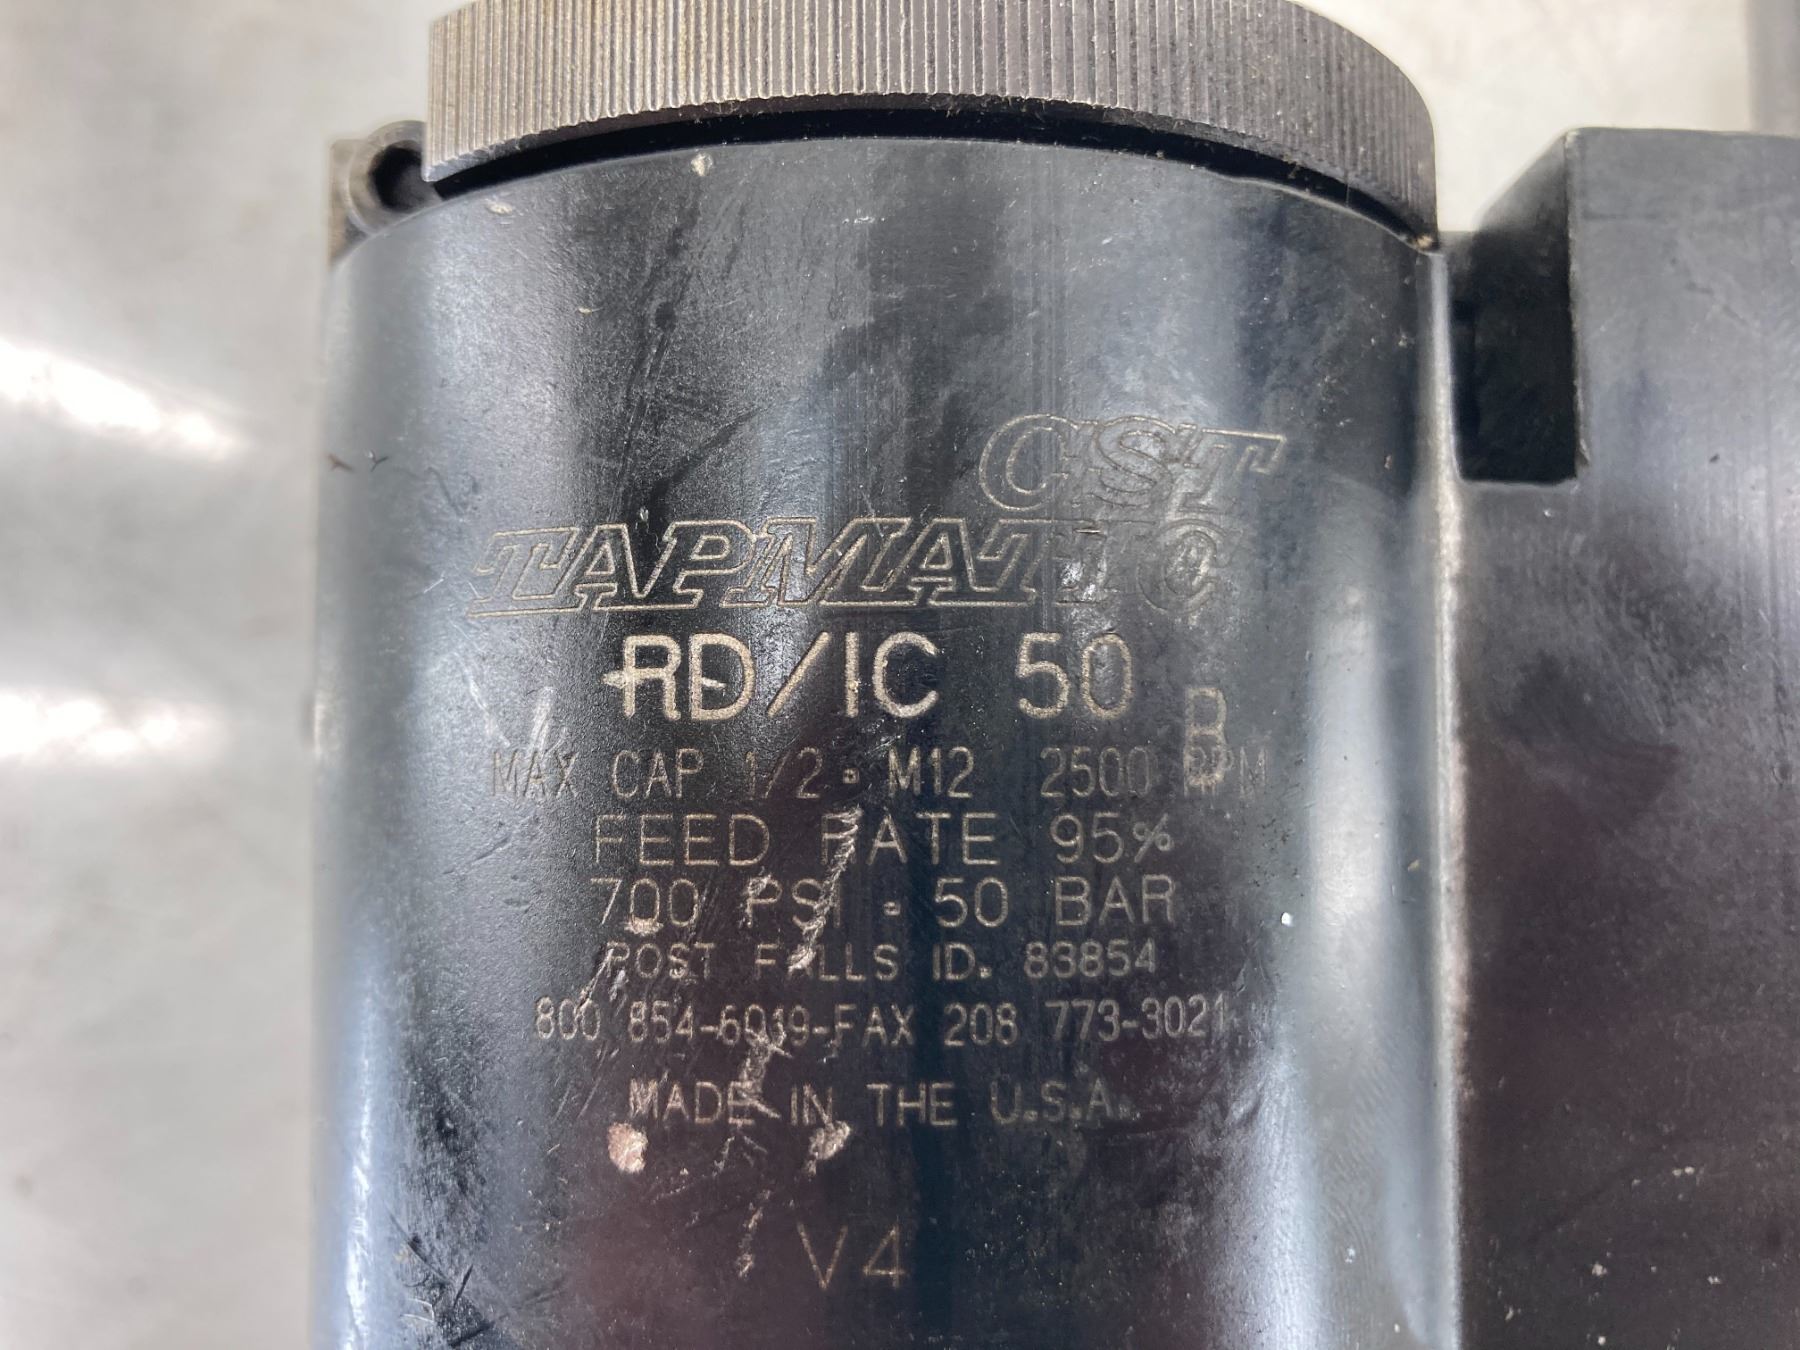 CST
TAPMATIC
RD/IC 50
B
MAX CAP 1/2 • M12 2500 RPM
FEED RATE 95%
700 PSI • 50 BAR
POST FALLS ID. 83854
800 854-6019-FAX 208 773-3021
MADE IN THE U.S.A.
V4